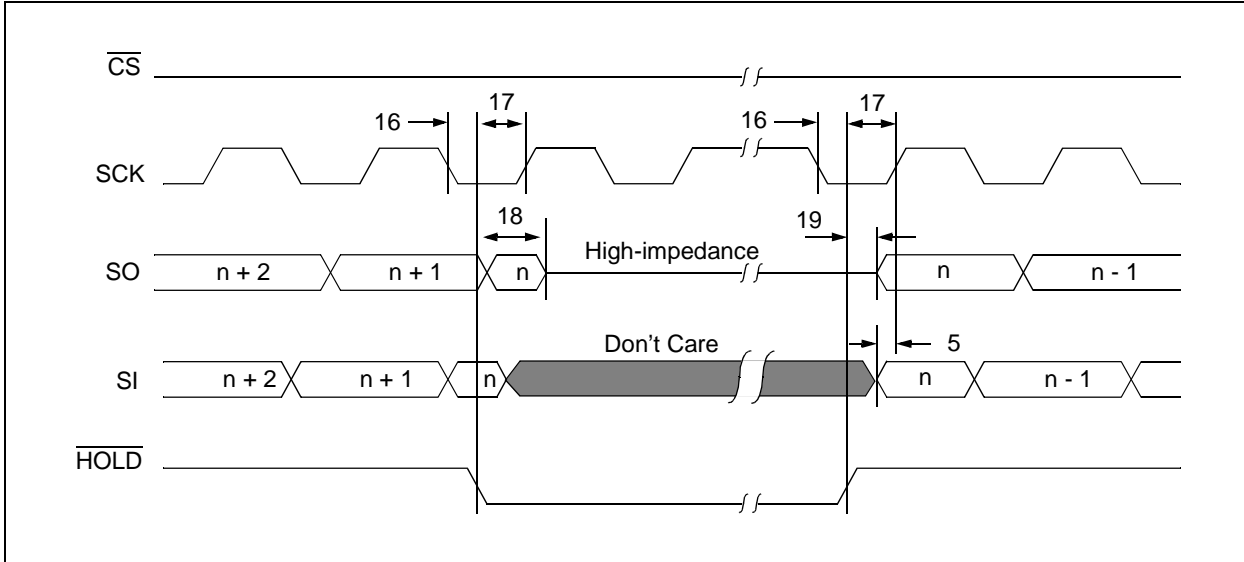 CS
17 17
16 16
SCK
18 19
High-impedance
SO n + 2 n + 1 n n n - 1
Don't Care 5
SI n + 2 n + 1 n n n - 1
HOLD